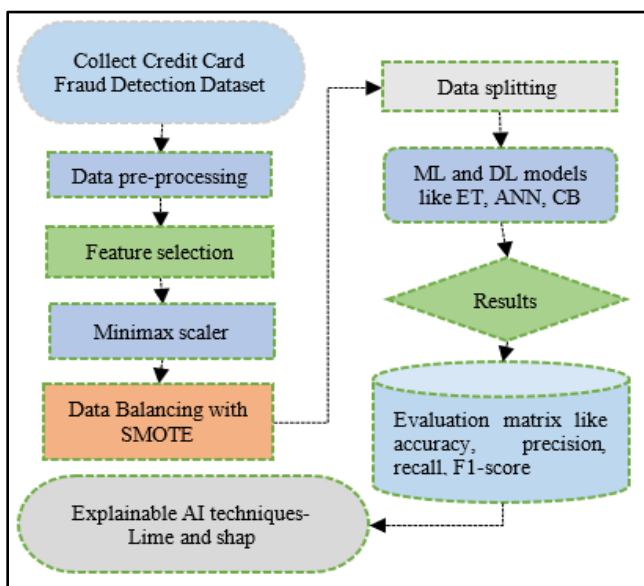 Collect Credit Card
Fraud Detection Dataset
Data pre-processing
Feature selection
Minimax scaler
Data Balancing with
SMOTE
Data splitting
ML and DL models
like ET, ANN, CB
Results
Evaluation matrix like
accuracy, precision,
recall, F1-score
Explainable AI techniques-
Lime and shap